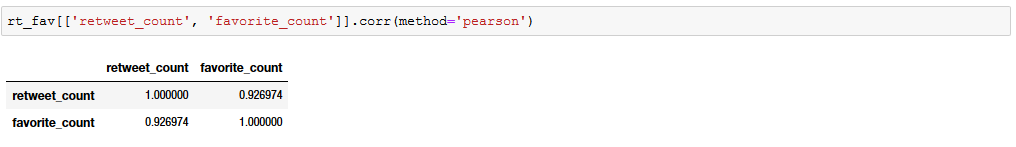 rt_fav[['retweet_count', 'favorite_count']].corr(method='pearson')
retweet_count favorite_count
retweet_count 1.000000 0.926974
favorite_count 0.926974 1.000000